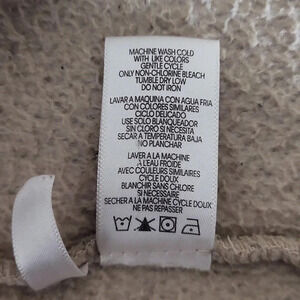 MACHINE WASH COLD
WITH LIKE COLORS
GENTLE CYCLE
ONLY NON-CHLORINE BLEACH
TUMBLE DRY LOW
DO NOT IRON
LAVAR A MAQUINA CON AGUA FRIA
CON COLORES SIMILARES
CICLO DELICADO
USE SOLO BLANQUEADOR
SIN CLORO SI NECESITA
SECAR A TEMPERATURA BAJA
NO PLANCHAR
LAVER A LA MACHINE
A L'EAU FROIDE
AVEC COULEURS SIMILAIRES
CYCLE DOUX
BLANCHIR SANS CHLORE
SI NECESSAIRE
SECHER A LA MACHINE CYCLE DOUX
NE PAS REPASSER